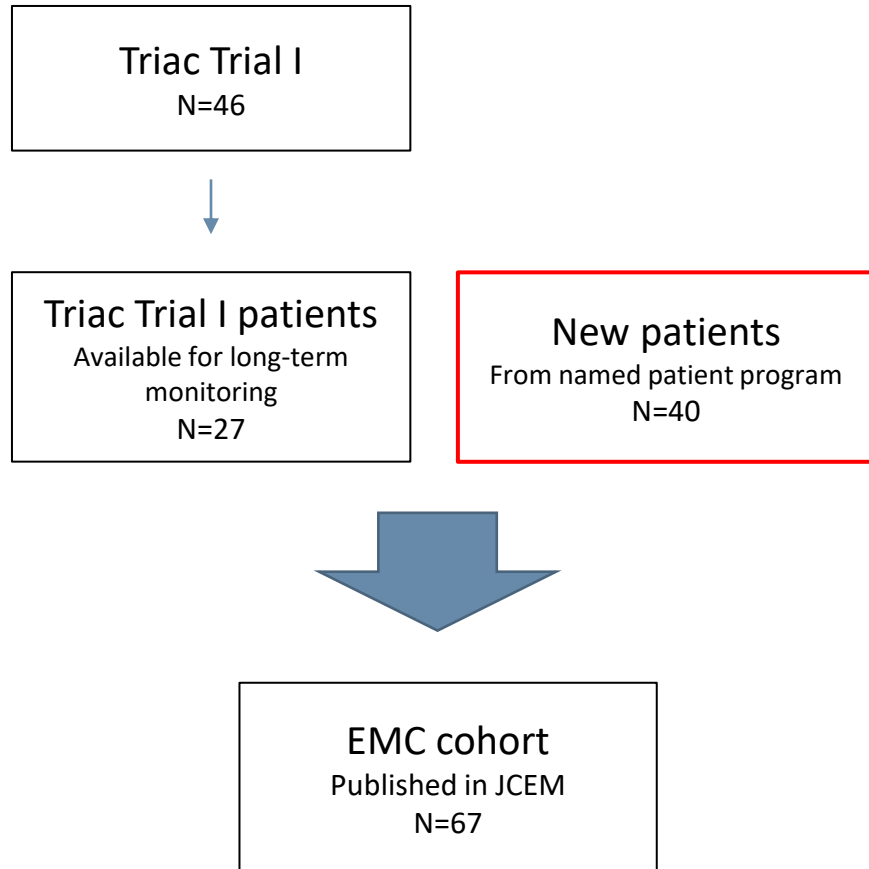 Triac Trial I
N=46
Triac Trial I patients
Available for long-term
monitoring
N=27
New patients
From named patient program
N=40
EMC cohort
Published in JCEM
N=67